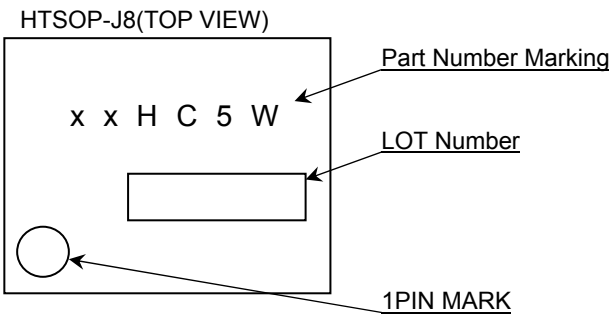 HTSOP-J8(TOP VIEW)
Part Number Marking
x x H C 5 W
LOT Number
1PIN MARK